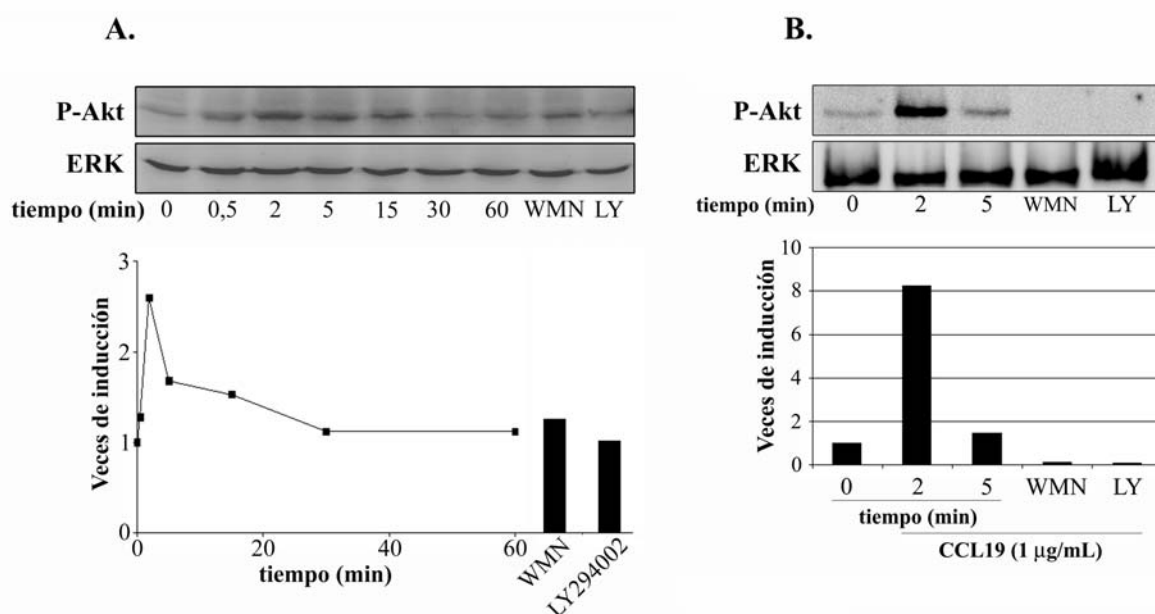 A.
P-Akt
ERK
tiempo (min) 0 0,5 2 5 15 30 60 WMN LY
Veces de inducción
3
2
1
0
0 20 40 60 WMN LY294002
tiempo (min)
B.
P-Akt
ERK
tiempo (min) 0 2 5 WMN LY
Veces de inducción
10
8
6
4
2
0
0 2 5 WMN LY
tiempo (min)
CCL19 (1 µg/mL)